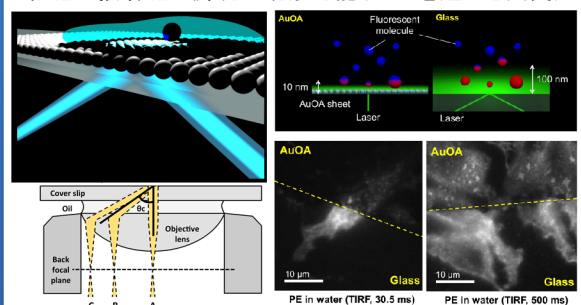 AuOA
Glass
Fluorescent
molecule
10 nm
AuOA sheet
Laser
100 nm
Laser
Cover slip
Oil
θc
Objective
lens
Back
focal
plane
AuOA
Glass
10 μm
PE in water (TIRF, 30.5 ms)
AuOA
Glass
10 μm
PE in water (TIRF, 500 ms)